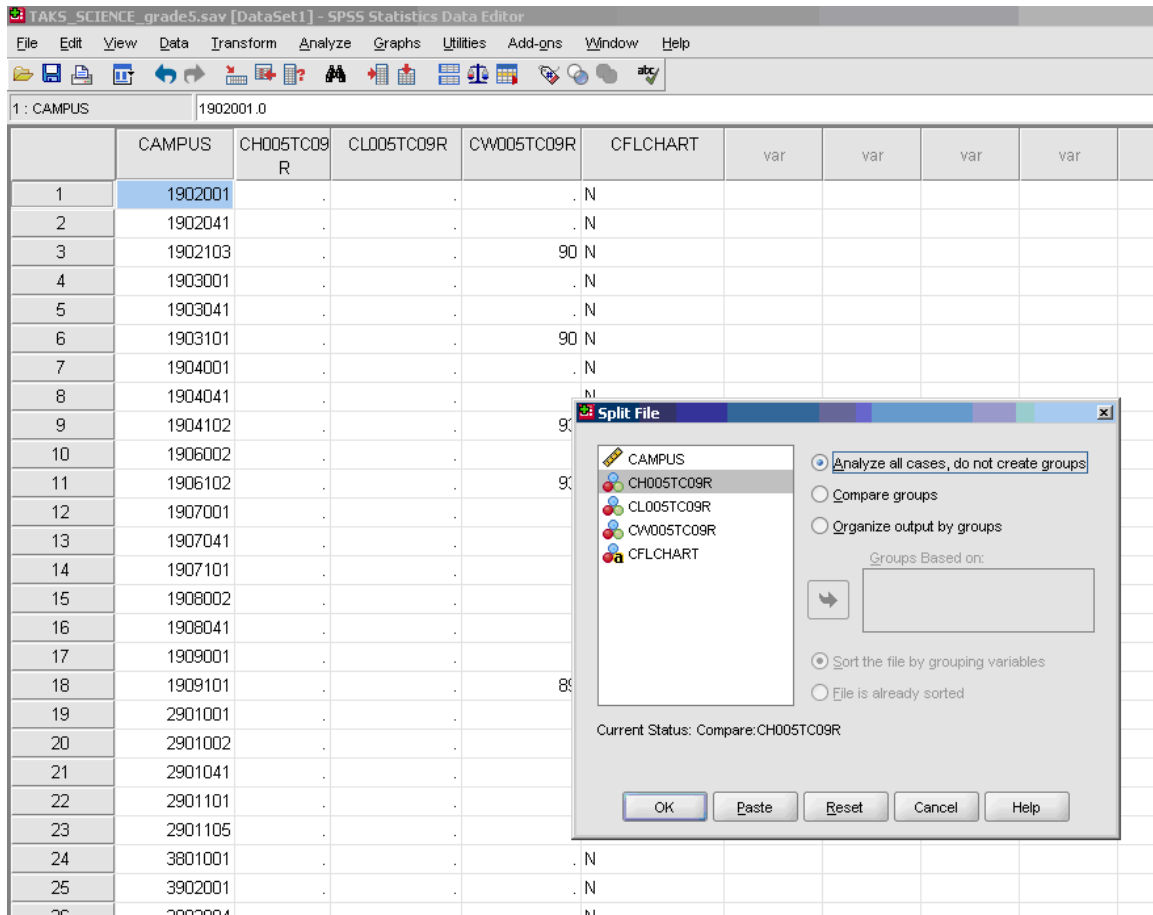 TAKS_SCIENCE_grade5.sav [DataSet1] - SPSS Statistics Data Editor
File Edit View Data Transform Analyze Graphs Utilities Add-ons Window Help
1 : CAMPUS 1902001.0
CAMPUS CH005TC09R CL005TC09R CW005TC09R CFLCHART var var var var
1 1902001 . . . N
2 1902041 . . . N
3 1902103 . . 90 N
4 1903001 . . . N
5 1903041 . . . N
6 1903101 . . 90 N
7 1904001 . . . N
8 1904041 . . . N
9 1904102 . .
10 1906002 . .
11 1906102 . .
12 1907001 . .
13 1907041 . .
14 1907101 . .
15 1908002 . .
16 1908041 . .
17 1909001 . .
18 1909101 . .
19 2901001 . .
20 2901002 . .
21 2901041 . .
22 2901101 . .
23 2901105 . .
24 3801001 . . . N
25 3902001 . . . N
Split File
CAMPUS
CH005TC09R
CL005TC09R
CW005TC09R
CFLCHART
Analyze all cases, do not create groups
Compare groups
Organize output by groups
Groups Based on:
Sort the file by grouping variables
File is already sorted
Current Status: Compare:CH005TC09R
OK Paste Reset Cancel Help